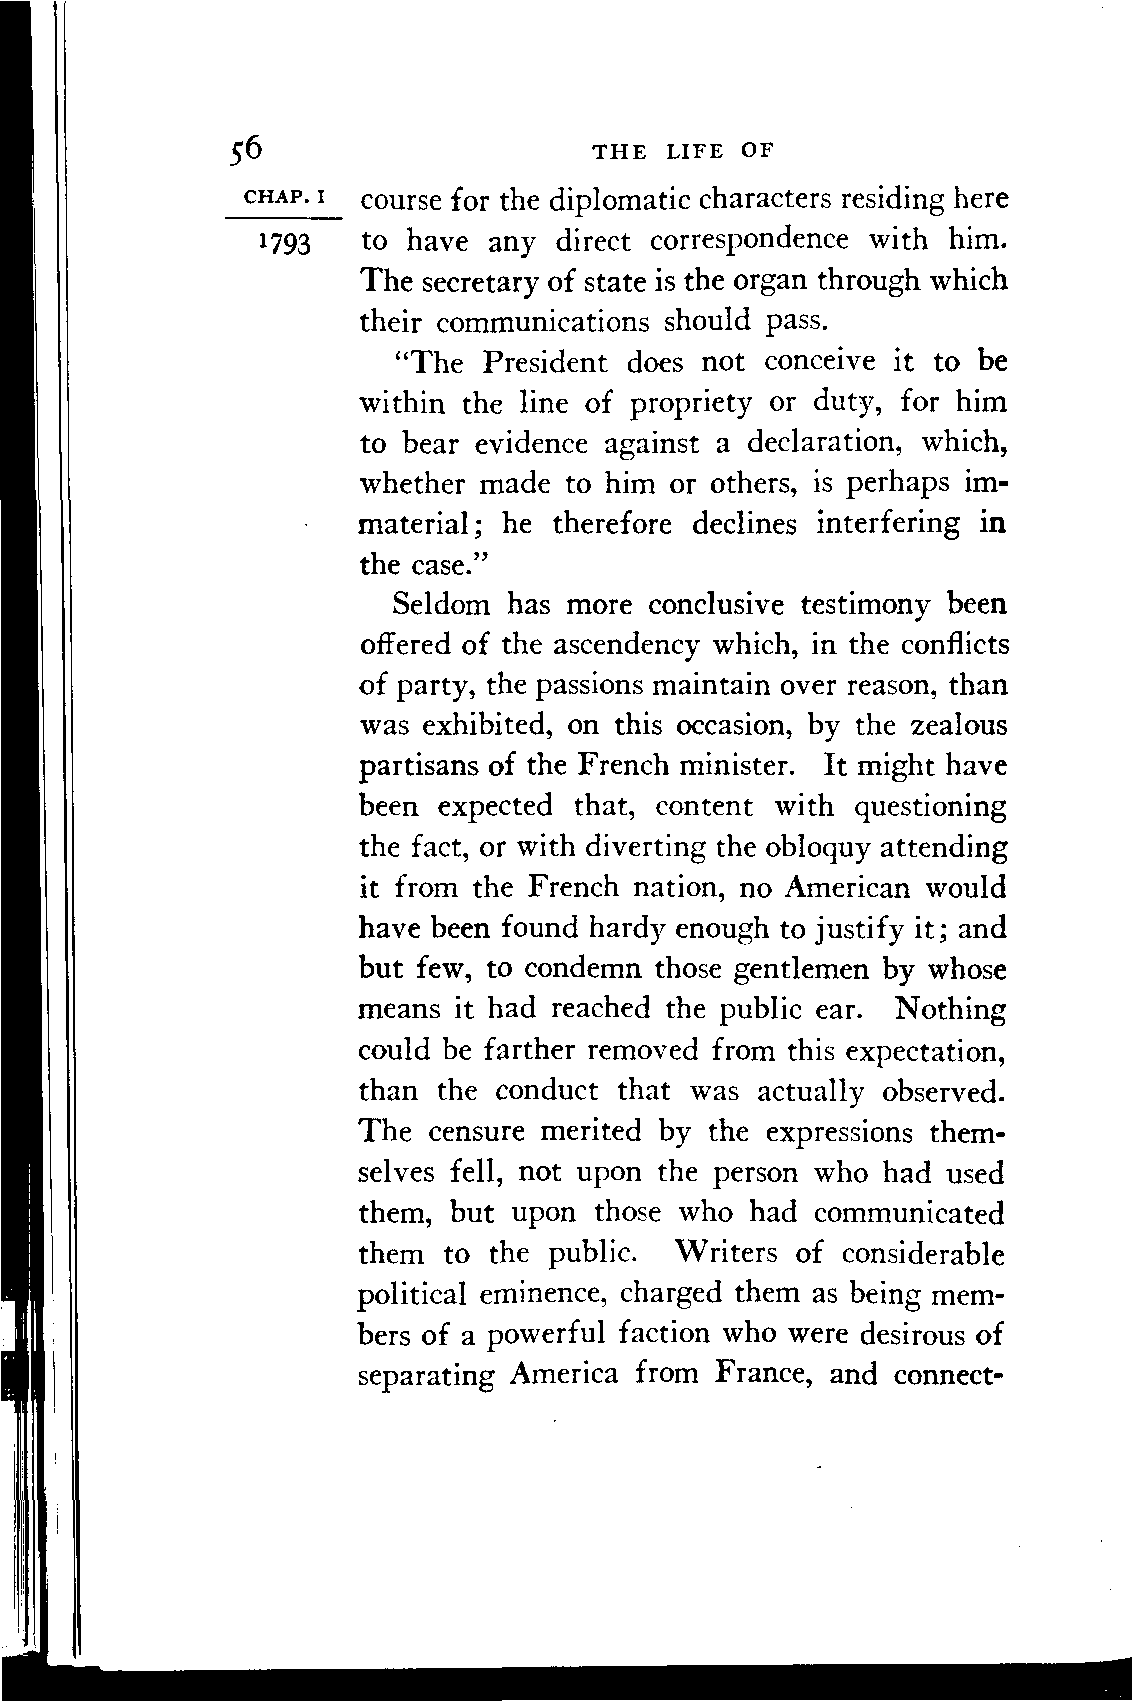 56 THE LIFE OF
CHAP. I course for the diplomatic characters residing here
1793 to have any direct correspondence with him.
The secretary of state is the organ through which
their communications should pass.
“The President does not conceive it to be
within the line of propriety or duty, for him
to bear evidence against a declaration, which,
whether made to him or others, is perhaps im-
material; he therefore declines interfering in
the case.”
Seldom has more conclusive testimony been
offered of the ascendency which, in the conflicts
of party, the passions maintain over reason, than
was exhibited, on this occasion, by the zealous
partisans of the French minister. It might have
been expected that, content with questioning
the fact, or with diverting the obloquy attending
it from the French nation, no American would
have been found hardy enough to justify it; and
but few, to condemn those gentlemen by whose
means it had reached the public ear. Nothing
could be farther removed from this expectation,
than the conduct that was actually observed.
The censure merited by the expressions them-
selves fell, not upon the person who had used
them, but upon those who had communicated
them to the public. Writers of considerable
political eminence, charged them as being mem-
bers of a powerful faction who were desirous of
separating America from France, and connect-